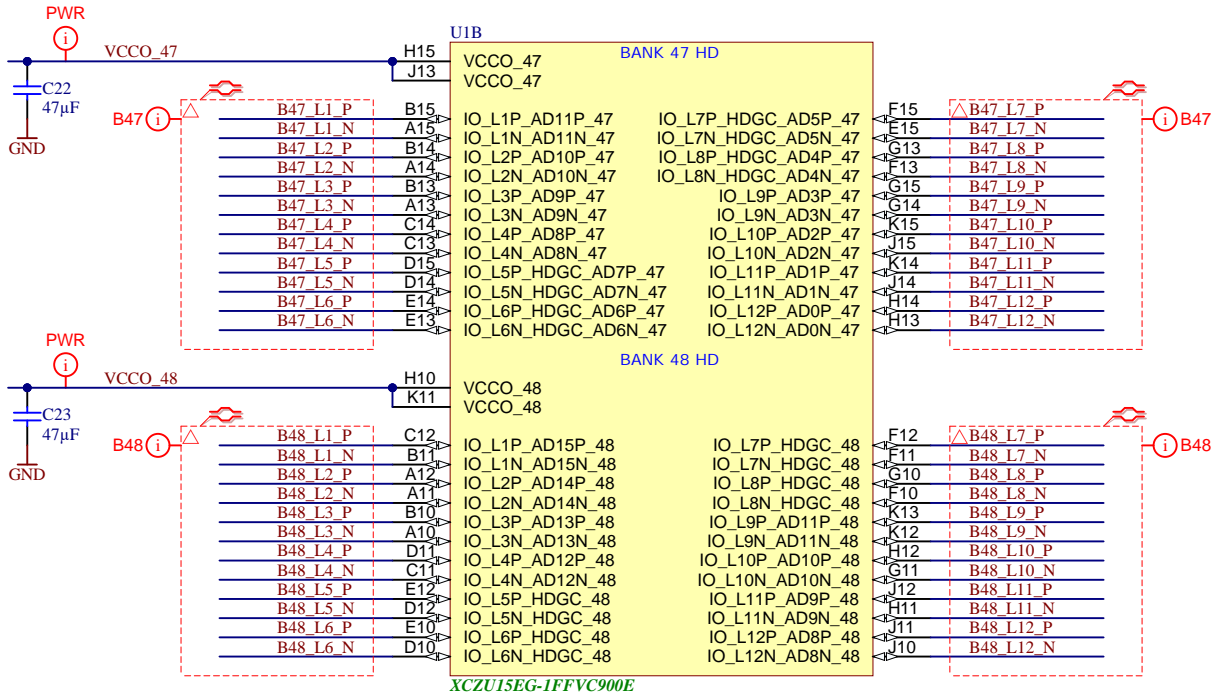 PWR
i
VCCO_47
C22
47µF
GND
U1B
BANK 47 HD
H15 VCCO_47
J13 VCCO_47
B47 i
B47_L1_P B15 IO_L1P_AD11P_47
B47_L1_N A15 IO_L1N_AD11N_47
B47_L2_P B14 IO_L2P_AD10P_47
B47_L2_N A14 IO_L2N_AD10N_47
B47_L3_P B13 IO_L3P_AD9P_47
B47_L3_N A13 IO_L3N_AD9N_47
B47_L4_P C14 IO_L4P_AD8P_47
B47_L4_N C13 IO_L4N_AD8N_47
B47_L5_P D15 IO_L5P_HDGC_AD7P_47
B47_L5_N D14 IO_L5N_HDGC_AD7N_47
B47_L6_P E14 IO_L6P_HDGC_AD6P_47
B47_L6_N E13 IO_L6N_HDGC_AD6N_47
IO_L7P_HDGC_AD5P_47 F15 B47_L7_P
IO_L7N_HDGC_AD5N_47 E15 B47_L7_N
IO_L8P_HDGC_AD4P_47 G13 B47_L8_P
IO_L8N_HDGC_AD4N_47 F13 B47_L8_N
IO_L9P_AD3P_47 G15 B47_L9_P
IO_L9N_AD3N_47 G14 B47_L9_N
IO_L10P_AD2P_47 K15 B47_L10_P
IO_L10N_AD2N_47 J15 B47_L10_N
IO_L11P_AD1P_47 K14 B47_L11_P
IO_L11N_AD1N_47 J14 B47_L11_N
IO_L12P_AD0P_47 H14 B47_L12_P
IO_L12N_AD0N_47 H13 B47_L12_N
i B47
PWR
i
VCCO_48
C23
47µF
GND
BANK 48 HD
H10 VCCO_48
K11 VCCO_48
B48 i
B48_L1_P C12 IO_L1P_AD15P_48
B48_L1_N B11 IO_L1N_AD15N_48
B48_L2_P A12 IO_L2P_AD14P_48
B48_L2_N A11 IO_L2N_AD14N_48
B48_L3_P B10 IO_L3P_AD13P_48
B48_L3_N A10 IO_L3N_AD13N_48
B48_L4_P D11 IO_L4P_AD12P_48
B48_L4_N C11 IO_L4N_AD12N_48
B48_L5_P E12 IO_L5P_HDGC_48
B48_L5_N D12 IO_L5N_HDGC_48
B48_L6_P E10 IO_L6P_HDGC_48
B48_L6_N D10 IO_L6N_HDGC_48
IO_L7P_HDGC_48 F12 B48_L7_P
IO_L7N_HDGC_48 F11 B48_L7_N
IO_L8P_HDGC_48 G10 B48_L8_P
IO_L8N_HDGC_48 F10 B48_L8_N
IO_L9P_AD11P_48 K13 B48_L9_P
IO_L9N_AD11N_48 K12 B48_L9_N
IO_L10P_AD10P_48 H12 B48_L10_P
IO_L10N_AD10N_48 G11 B48_L10_N
IO_L11P_AD9P_48 J12 B48_L11_P
IO_L11N_AD9N_48 H11 B48_L11_N
IO_L12P_AD8P_48 J11 B48_L12_P
IO_L12N_AD8N_48 J10 B48_L12_N
i B48
XCZU15EG-1FFVC900E